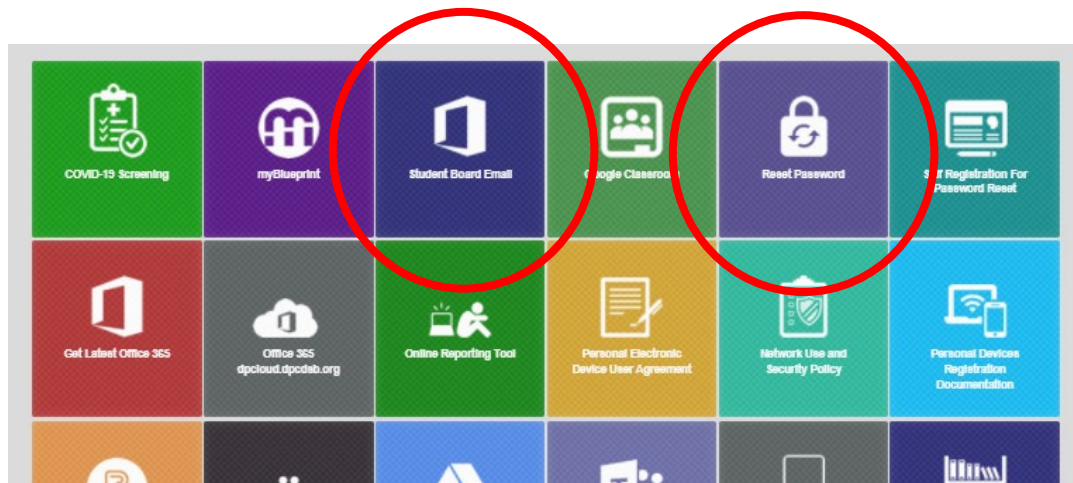 COVID-19 Screening
myBlueprint
Student Board Email
Google Classroom
Reset Password
Self Registration For
Password Reset
Get Latest Office 365
Office 365
dpcloud.dpcdsb.org
Online Reporting Tool
Personal Electronic
Device User Agreement
Network Use and
Security Policy
Personal Devices
Registration
Documentation